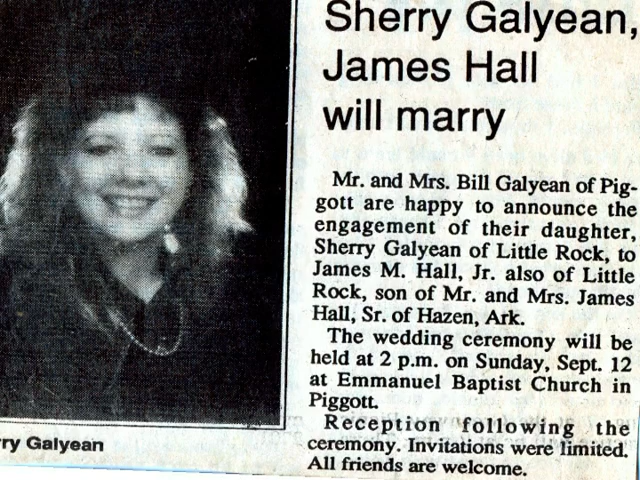 Sherry Galyean,
James Hall
will marry
Mr. and Mrs. Bill Galyean of Pig-
gott are happy to announce the
engagement of their daughter,
Sherry Galyean of Little Rock, to
James M. Hall, Jr. also of Little
Rock, son of Mr. and Mrs. James
Hall, Sr. of Hazen, Ark.
The wedding ceremony will be
held at 2 p.m. on Sunday, Sept. 12
at Emmanuel Baptist Church in
Piggott.
Reception following the
ceremony. Invitations were limited.
All friends are welcome.
rry Galyean